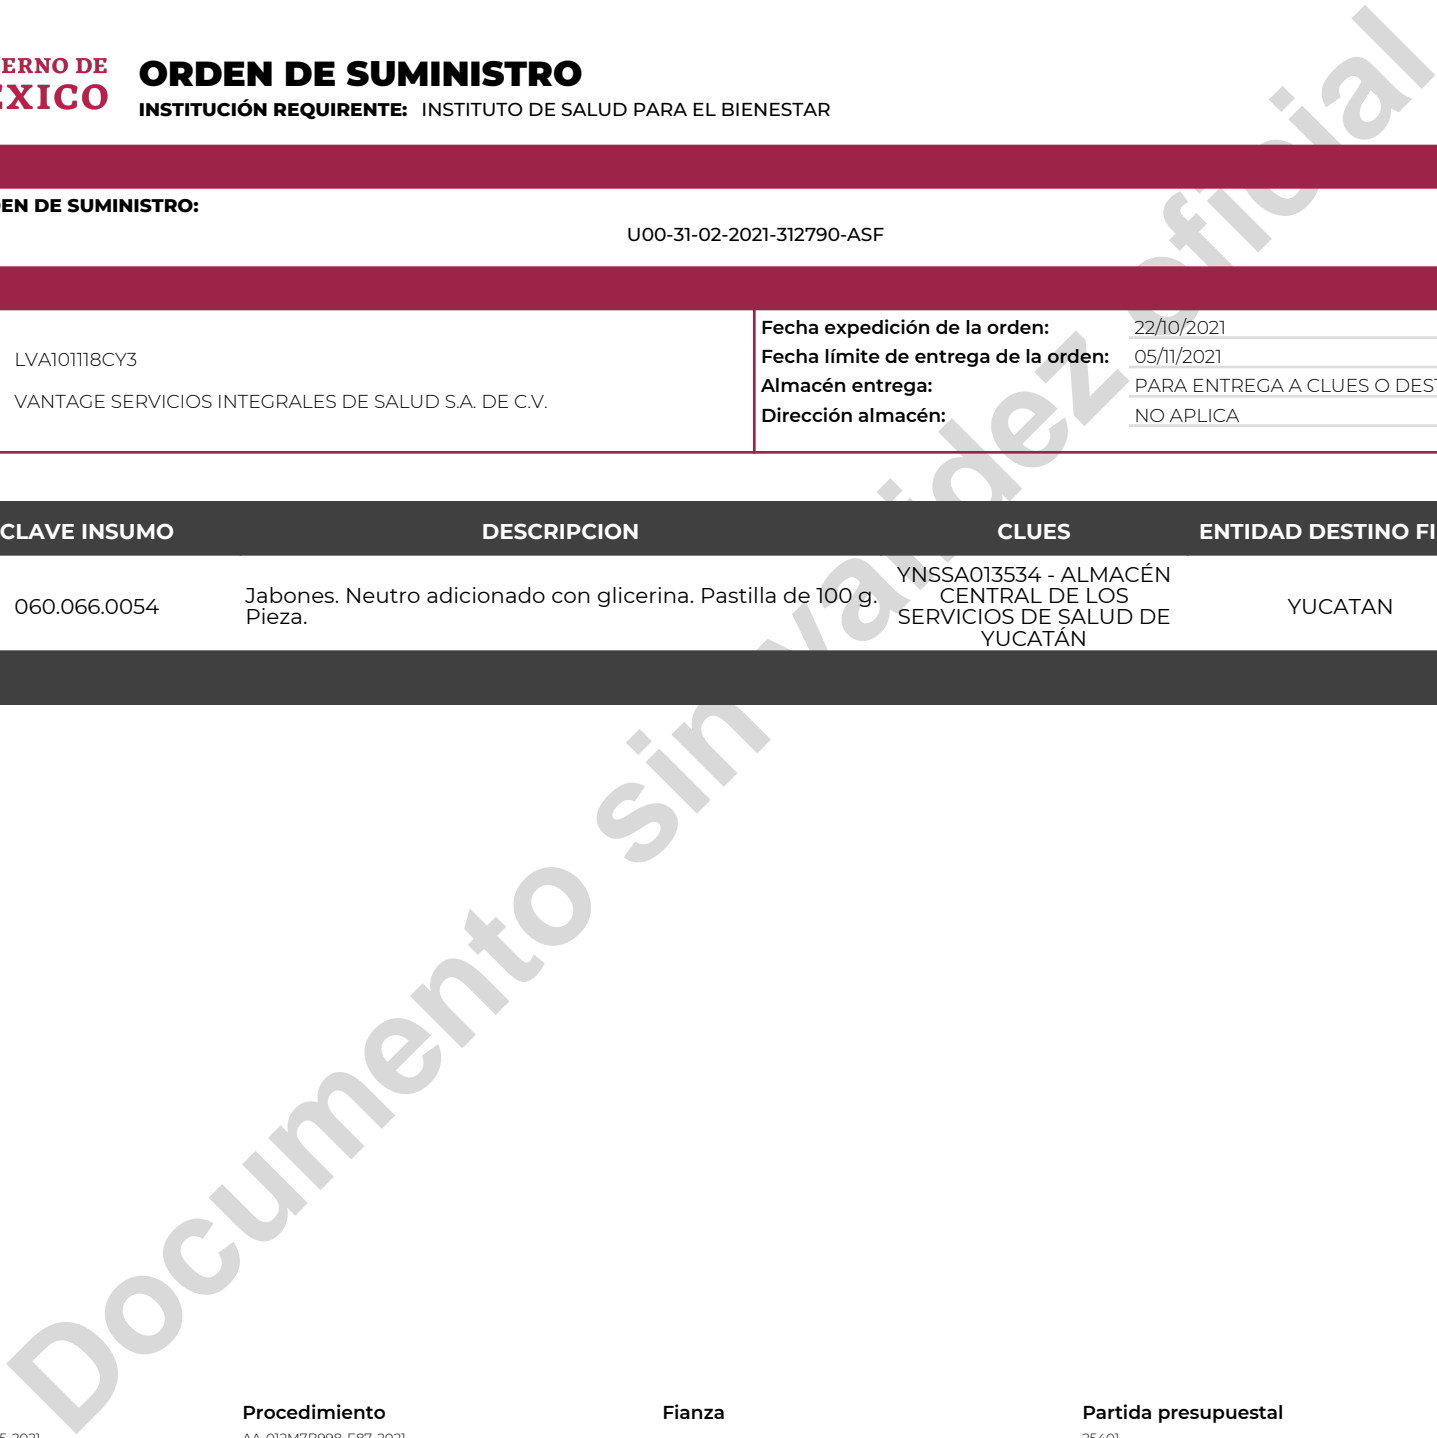 ERNO DE
ORDEN DE SUMINISTRO
INSTITUCIÓN REQUIRENTE: INSTITUTO DE SALUD PARA EL BIENESTAR
EN DE SUMINISTRO:
U00-31-02-2021-312790-ASF
LVA101118CY3
VANTAGE SERVICIOS INTEGRALES DE SALUD S.A. DE C.V.
Fecha expedición de la orden: 22/10/2021
Fecha límite de entrega de la orden: 05/11/2021
Almacén entrega: PARA ENTREGA A CLUES O DEST
Dirección almacén: NO APLICA
CLAVE INSUMO DESCRIPCION CLUES ENTIDAD DESTINO FI
060.066.0054
Jabones. Neutro adicionado con glicerina. Pastilla de 100 g.
Pieza.
YNSSA013534 - ALMACÉN
CENTRAL DE LOS
SERVICIOS DE SALUD DE
YUCATÁN
YUCATAN
Documento sin validez oficial
Procedimiento Fianza Partida presupuestal